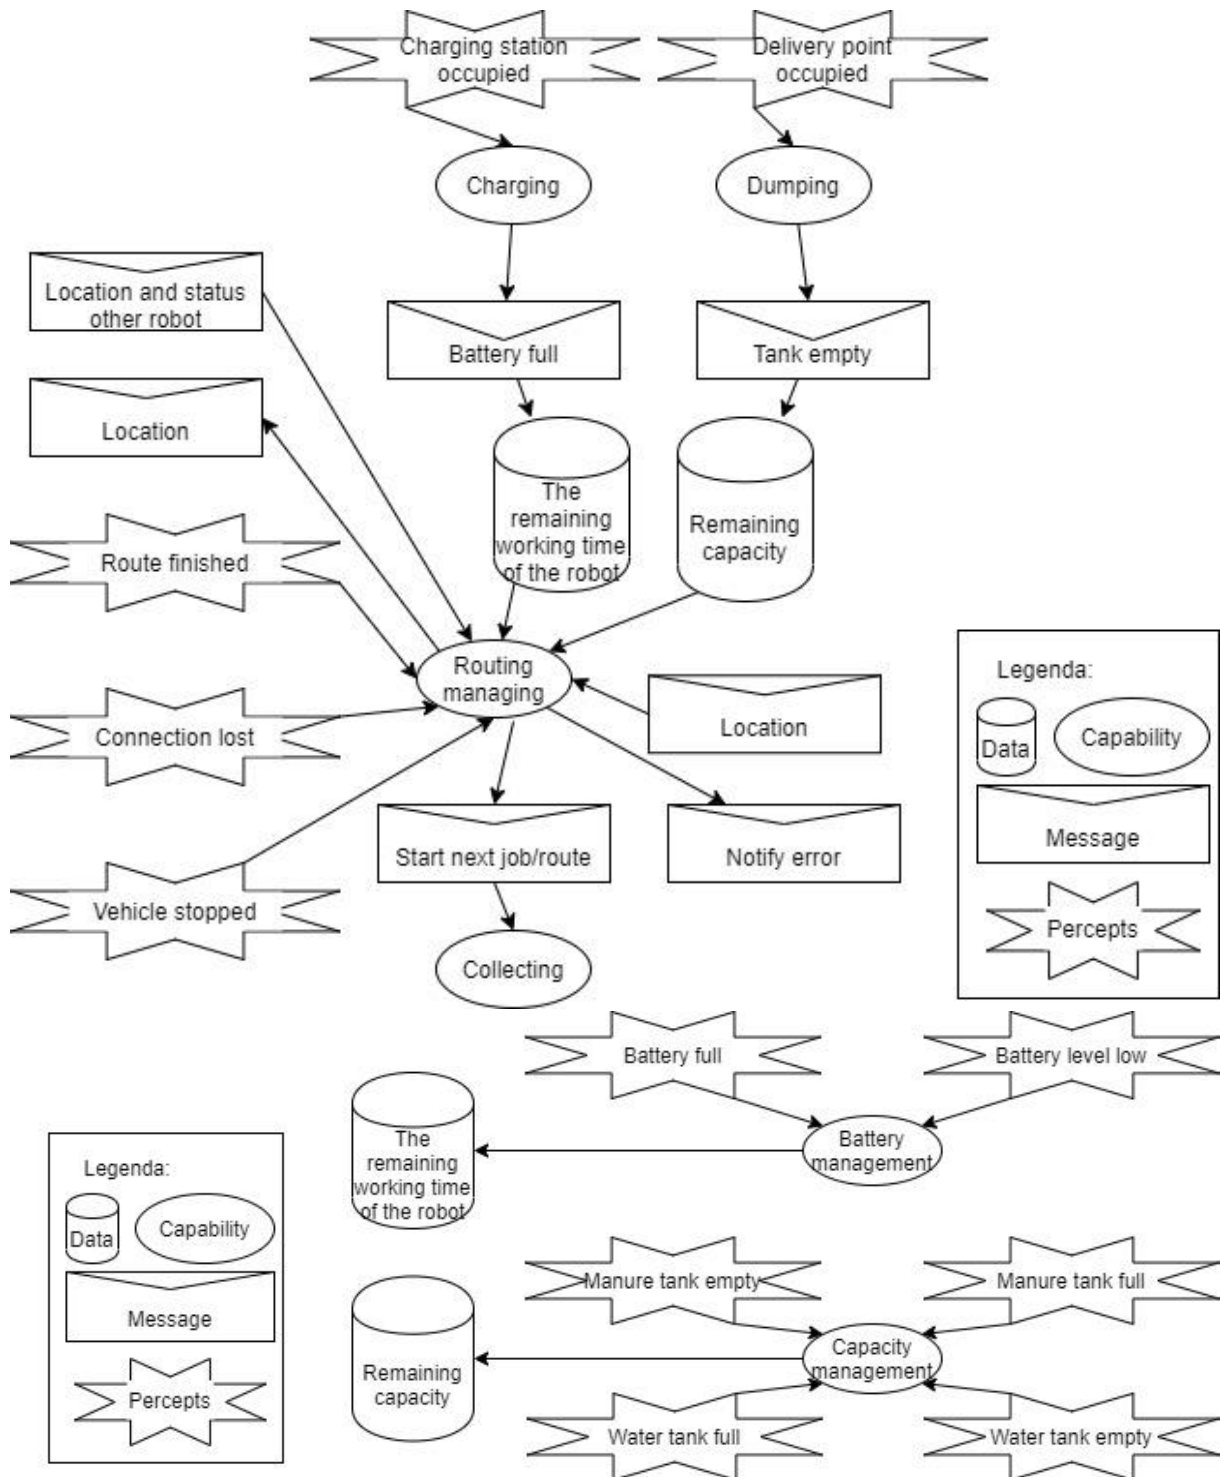 Charging station
occupied
Delivery point
occupied
Charging
Dumping
Location and status
other robot
Battery full
Tank empty
Location
The
remaining
working time
of the robot
Remaining
capacity
Route finished
Routing
managing
Location
Connection lost
Start next job/route
Notify error
Vehicle stopped
Collecting
Legenda:
Data
Capability
Message
Percepts
Battery full
Battery level low
The
remaining
working time
of the robot
Battery
management
Legenda:
Data
Capability
Message
Percepts
Manure tank empty
Manure tank full
Remaining
capacity
Capacity
management
Water tank full
Water tank empty